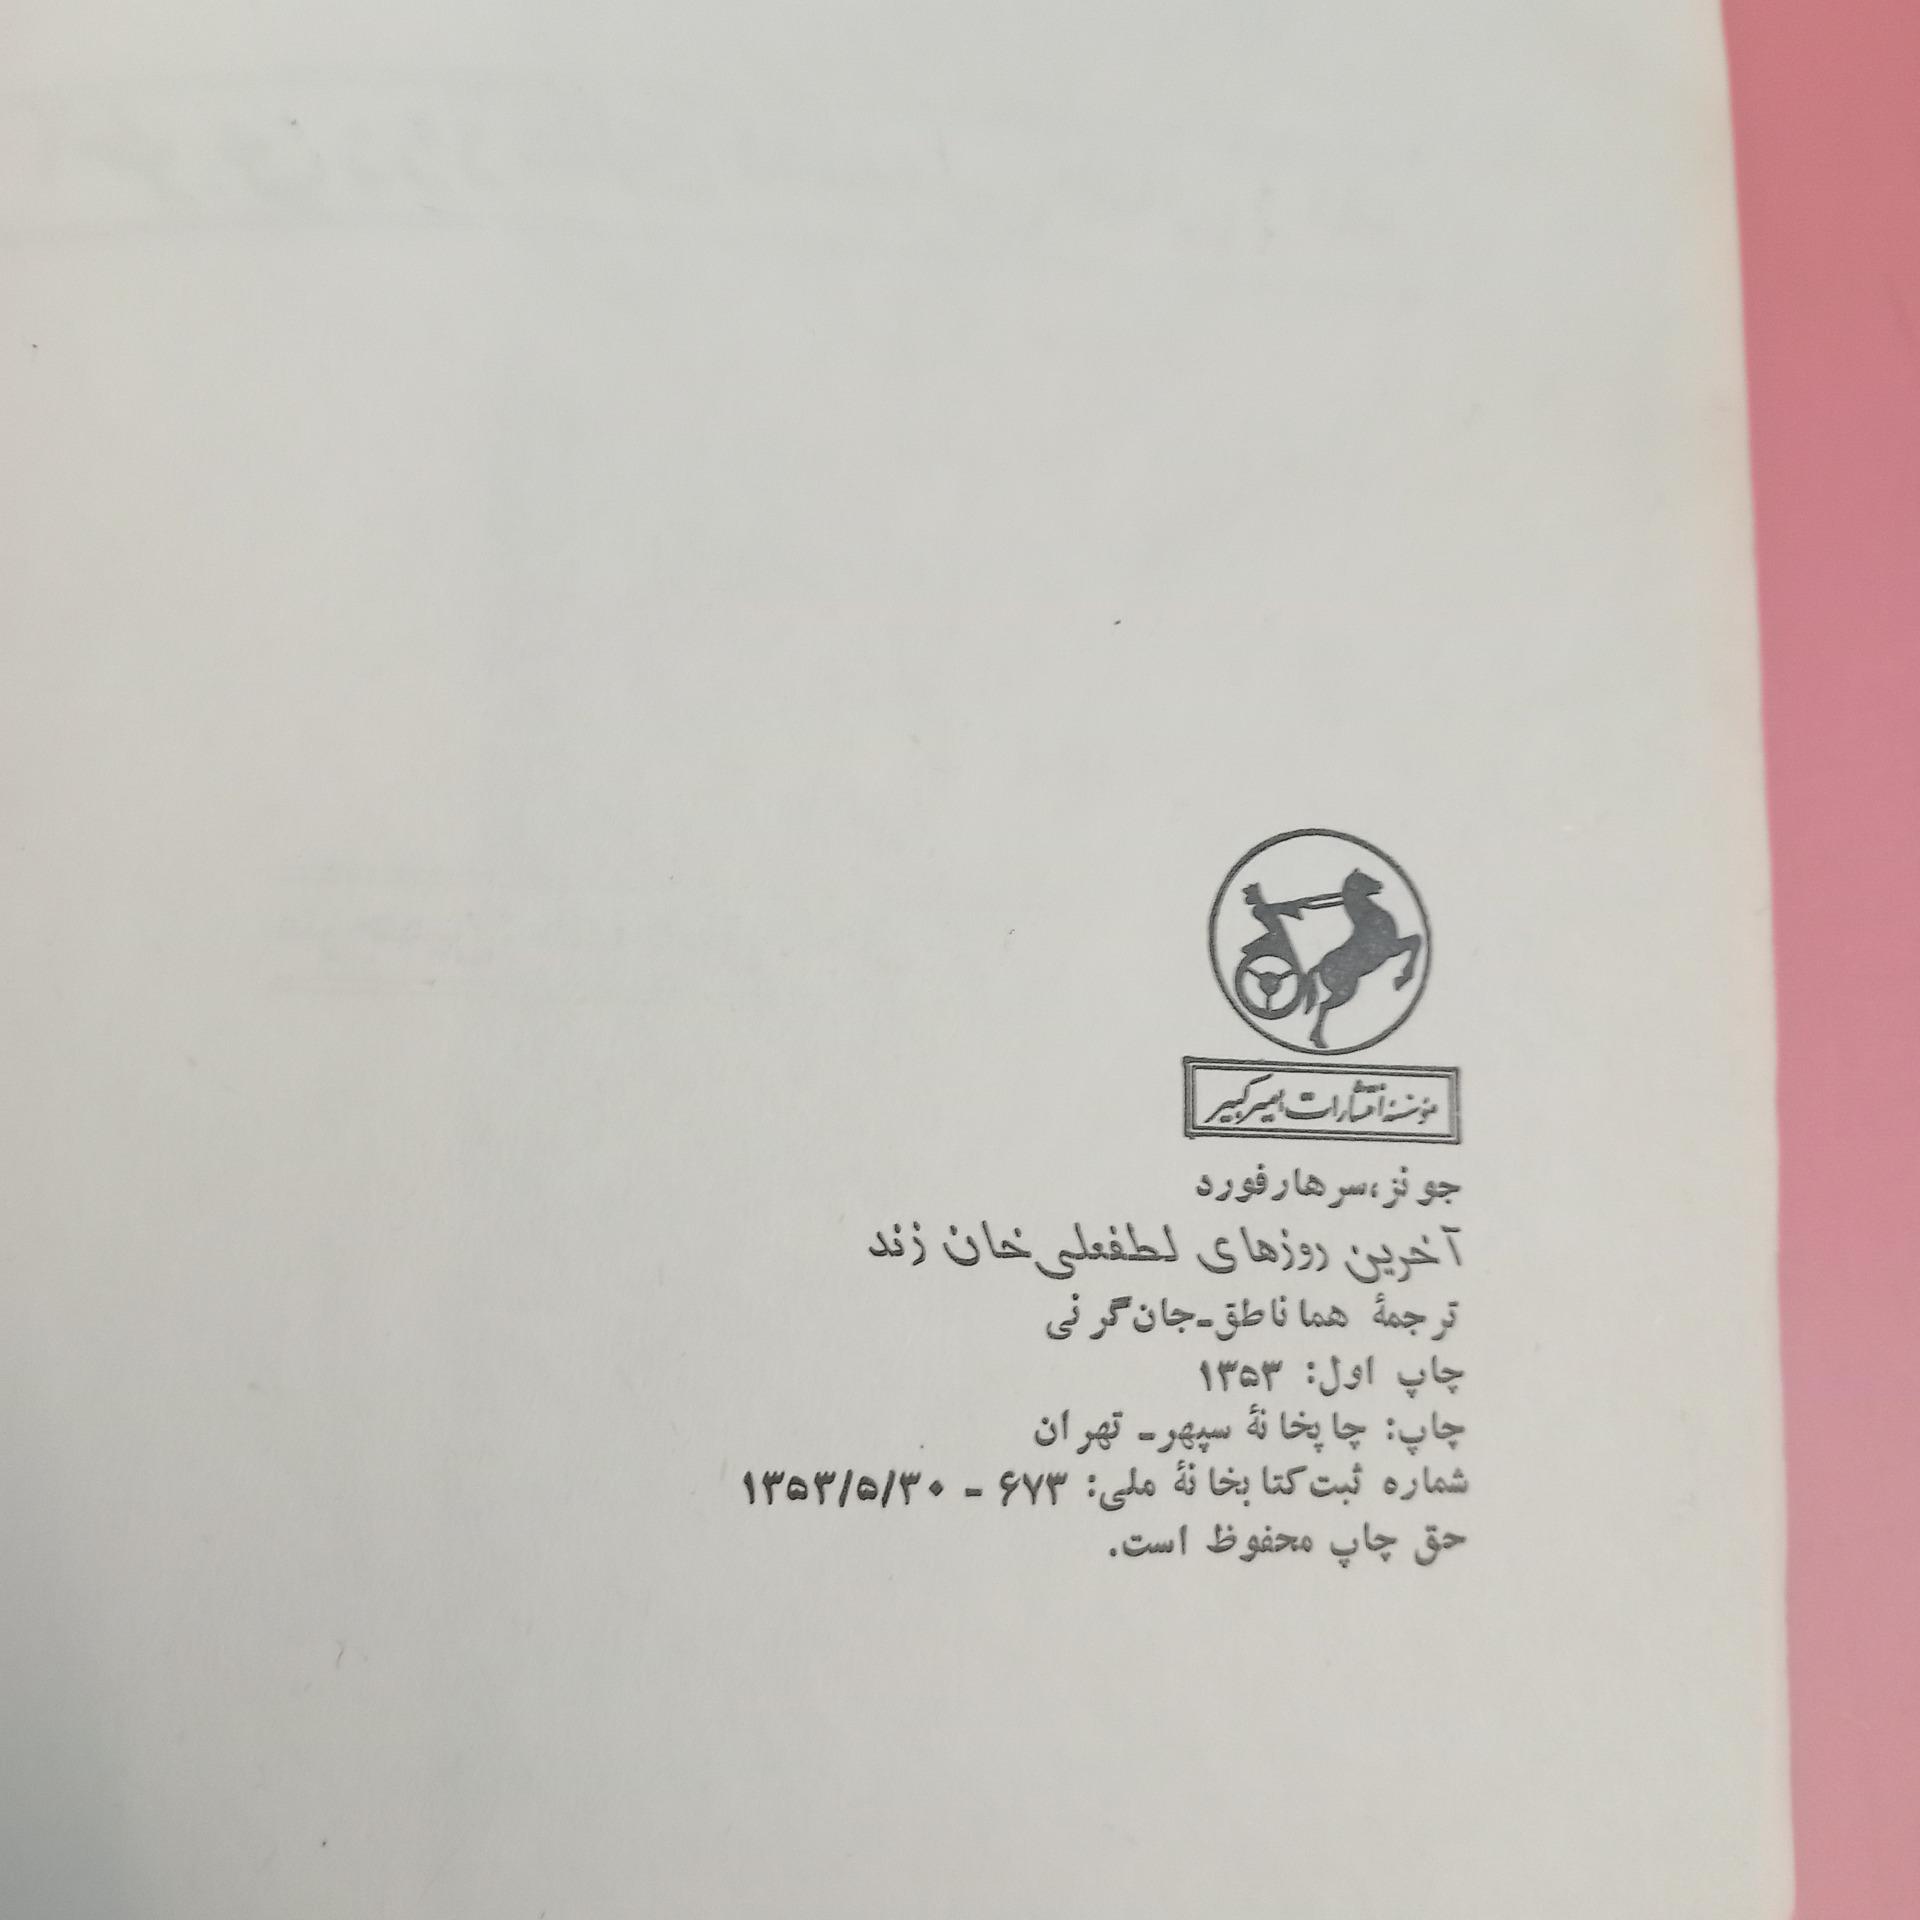 مؤسسهٔ انتشارات امیرکبیر
جونز، سرهارفورد
آخرین روزهای لطفعلی‌خان زند
ترجمهٔ هما ناطق-جان‌گرنی
چاپ اول: ۱۳۵۳
چاپ: چاپخانهٔ سپهر- تهران
شماره ثبت کتابخانهٔ ملی: ۶۷۳ - ۱۳۵۳/۵/۳۰
حق چاپ محفوظ است.